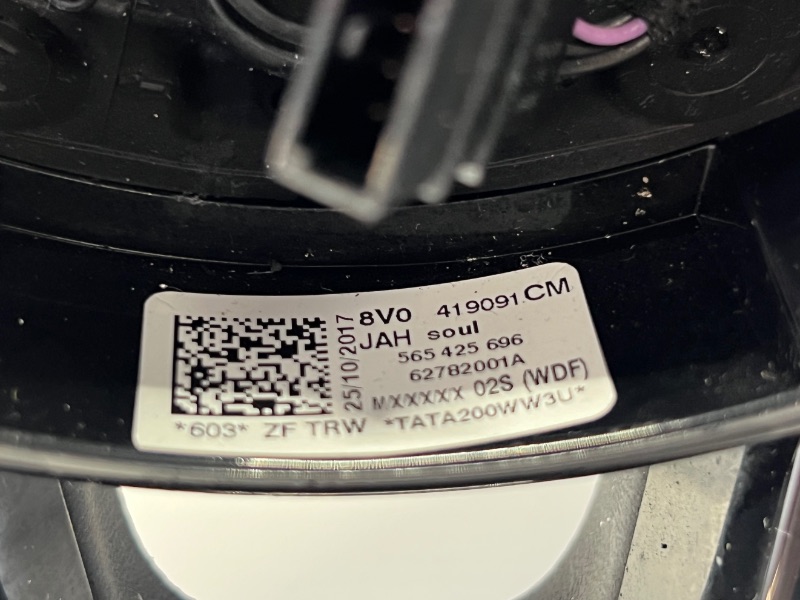 25/10/2017
8V0 419091 CM
JAH soul
565 425 696
62782001A
MXXXXX 02S (WDF)
*603* ZF TRW *TATA200WW3U*